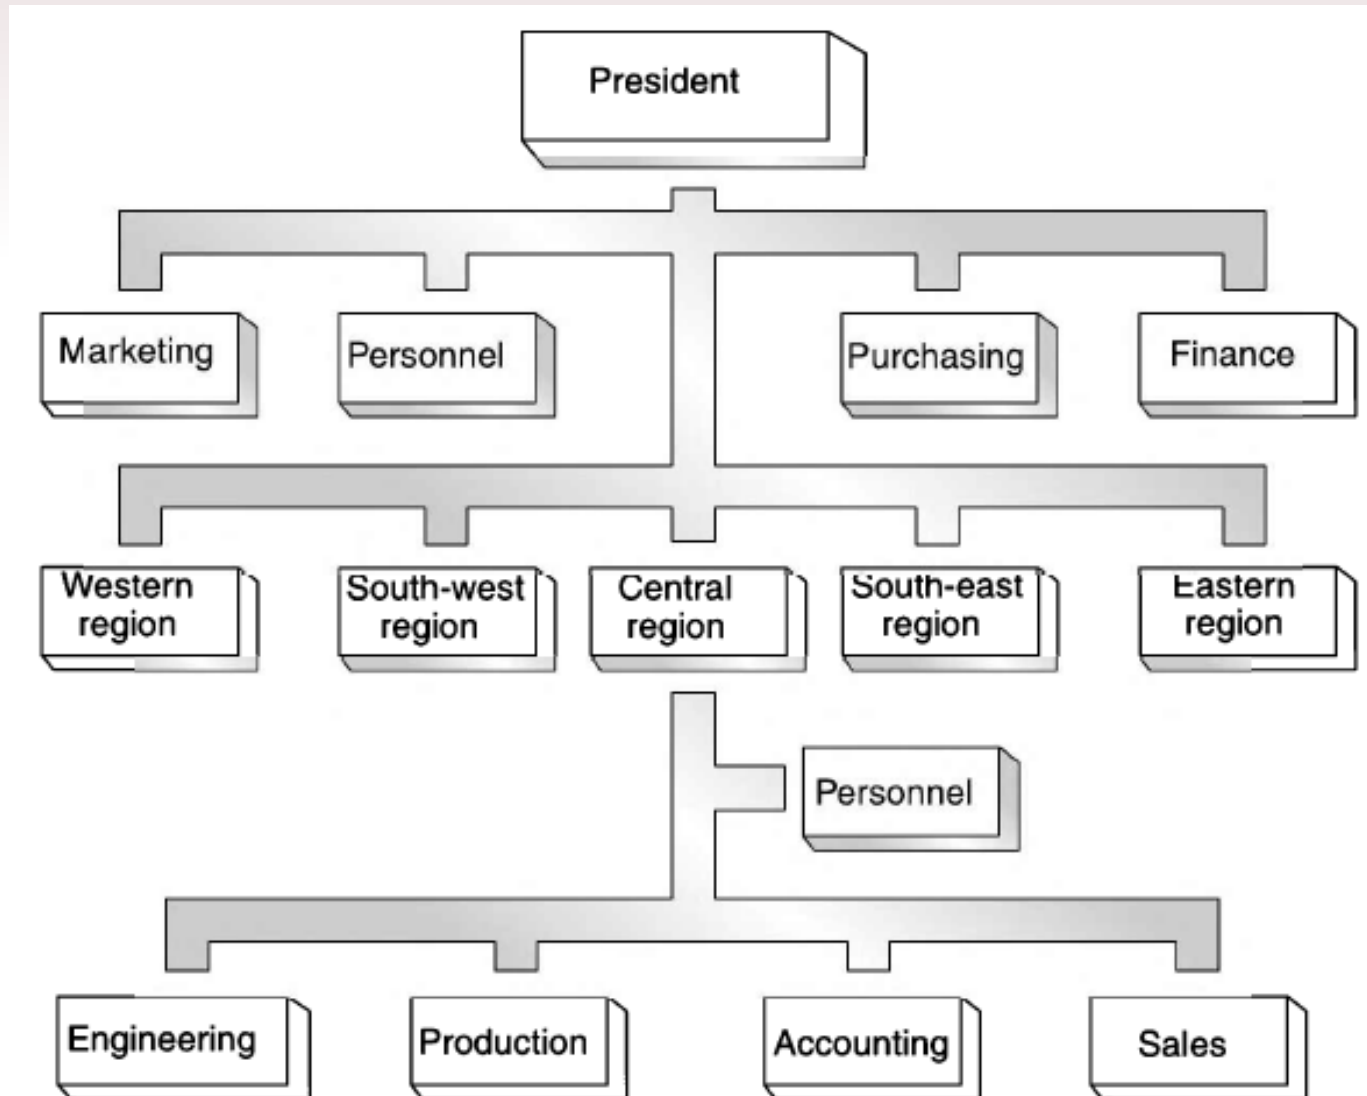 President
Marketing
Personnel
Purchasing
Finance
Western
region
South-west
region
Central
region
South-east
region
Eastern
region
Personnel
Engineering
Production
Accounting
Sales